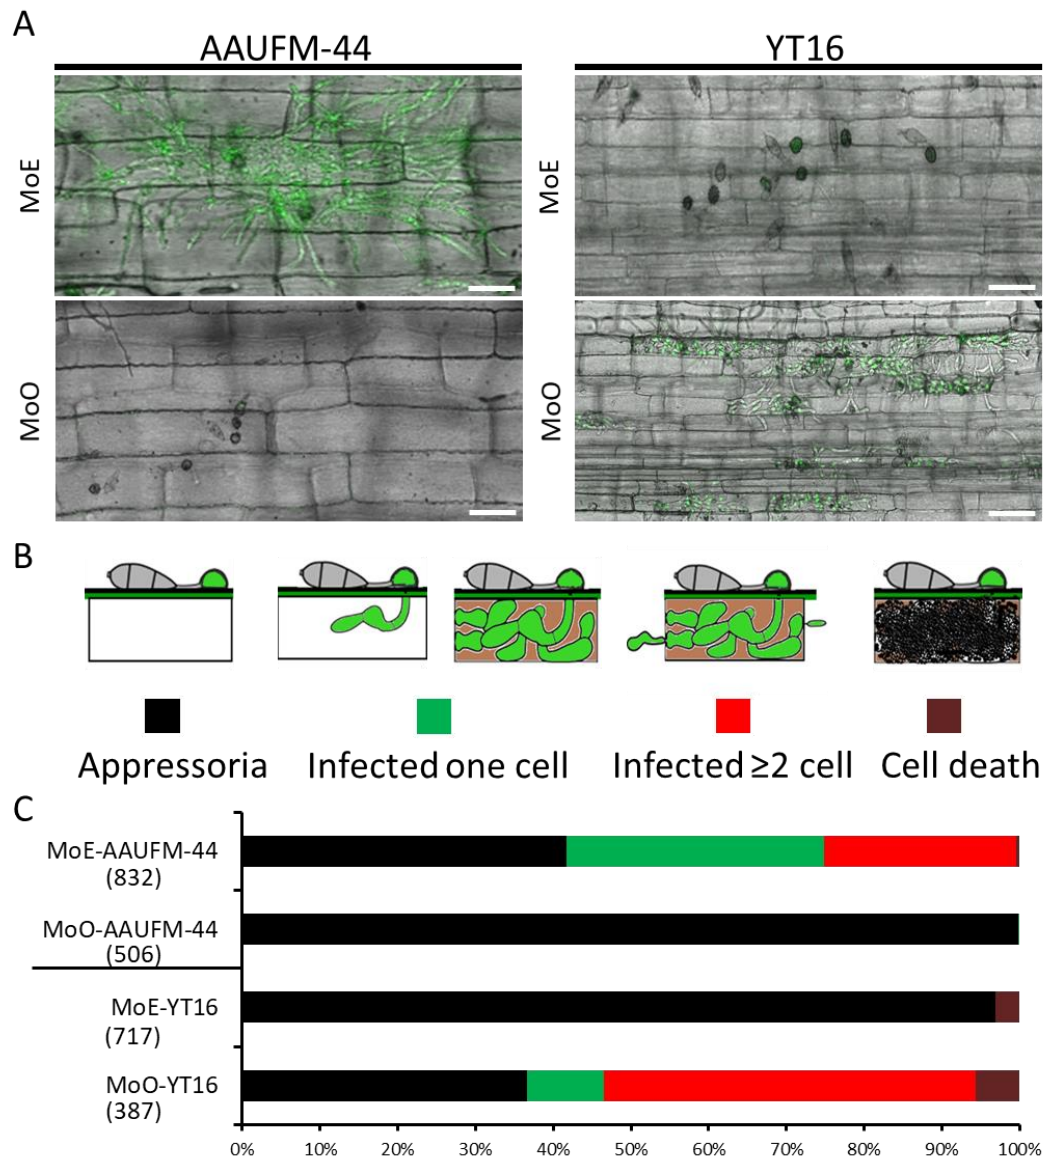 A
AAUFM-44
YT16
MoE
MoE
MoO
MoO
B
Appressoria
Infected one cell
Infected ≥2 cell
Cell death
C
MoE-AAUFM-44
(832)
MoO-AAUFM-44
(506)
MoE-YT16
(717)
MoO-YT16
(387)
0% 10% 20% 30% 40% 50% 60% 70% 80% 90% 100%